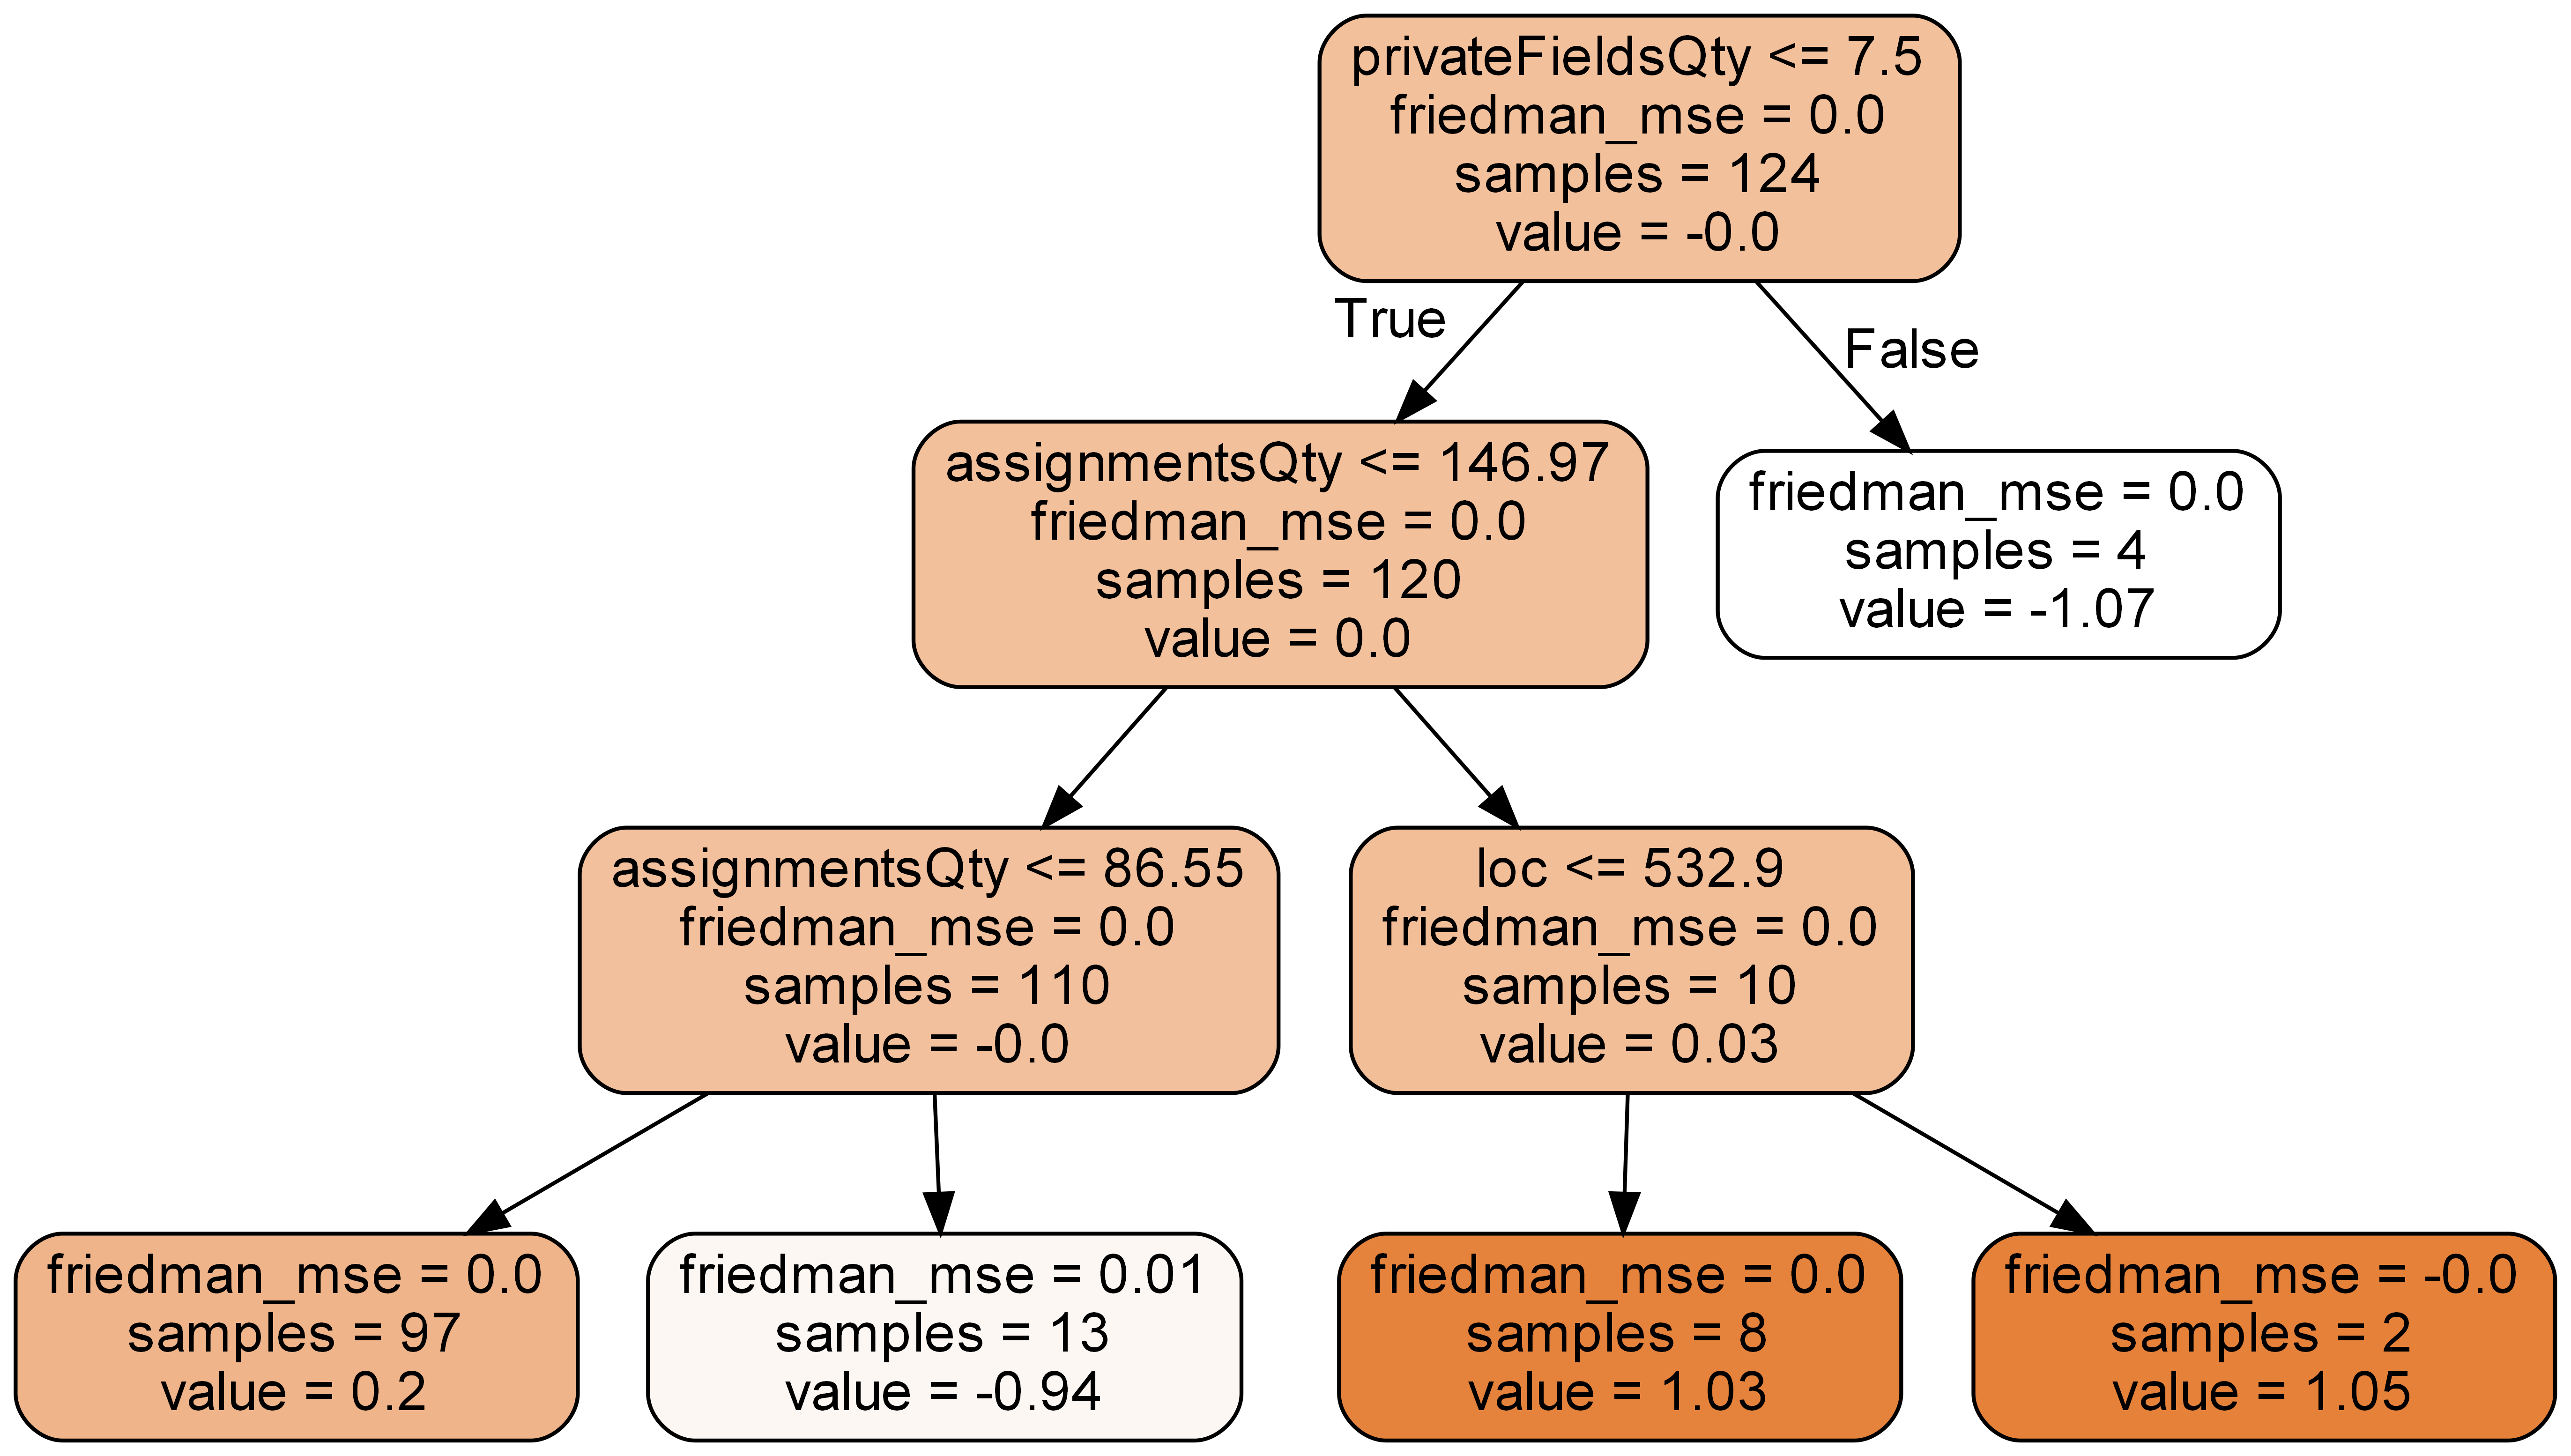 privateFieldsQty <= 7.5
friedman_mse = 0.0
samples = 124
value = -0.0
True
False
assignmentsQty <= 146.97
friedman_mse = 0.0
samples = 120
value = 0.0
friedman_mse = 0.0
samples = 4
value = -1.07
assignmentsQty <= 86.55
friedman_mse = 0.0
samples = 110
value = -0.0
loc <= 532.9
friedman_mse = 0.0
samples = 10
value = 0.03
friedman_mse = 0.0
samples = 97
value = 0.2
friedman_mse = 0.01
samples = 13
value = -0.94
friedman_mse = 0.0
samples = 8
value = 1.03
friedman_mse = -0.0
samples = 2
value = 1.05